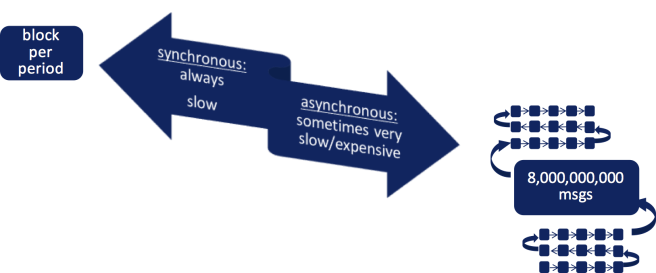 block
per
period
synchronous:
always
slow
asynchronous:
sometimes very
slow/expensive
8,000,000,000
msgs